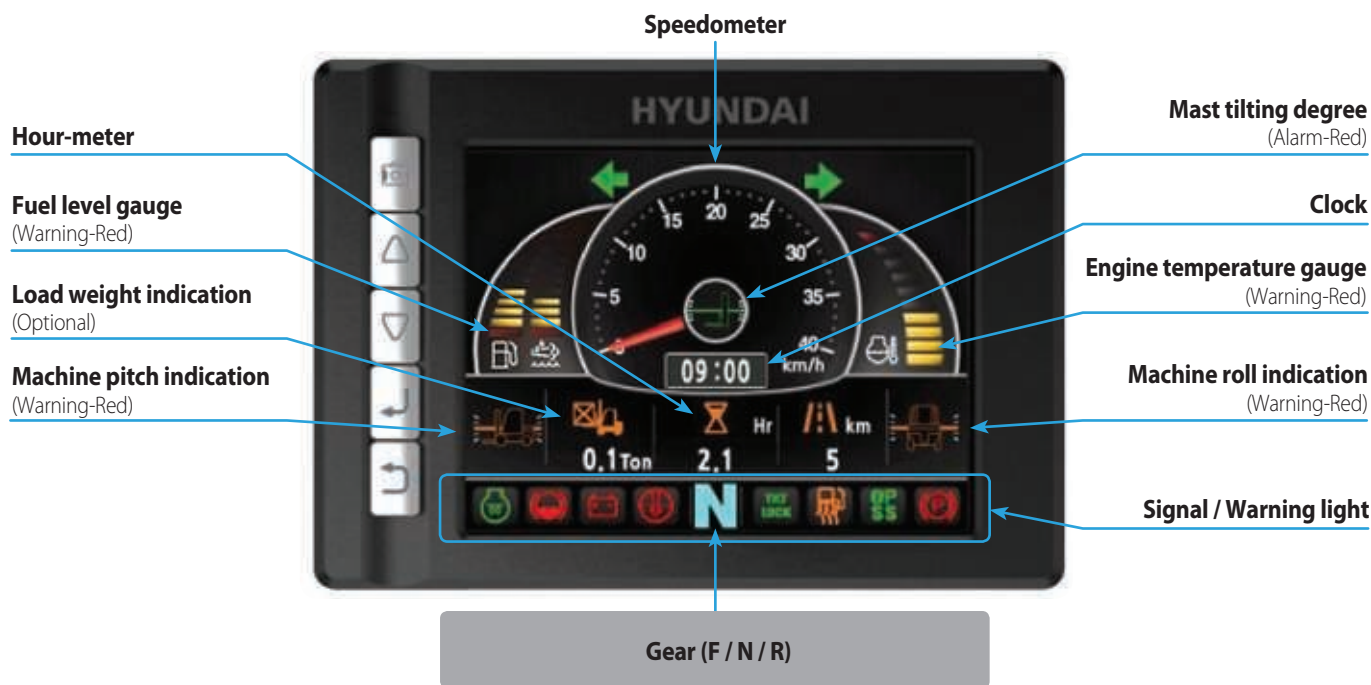 Speedometer
HYUNDAI
Hour-meter
Fuel level gauge
(Warning-Red)
Load weight indication
(Optional)
Machine pitch indication
(Warning-Red)
Mast tilting degree
(Alarm-Red)
Clock
Engine temperature gauge
(Warning-Red)
Machine roll indication
(Warning-Red)
Signal / Warning light
0 5 10 15 20 25 30 35 40
km/h
09:00
Hr km
0.1 Ton 2.1 5
N
LOCK
OP
SS
Gear (F / N / R)